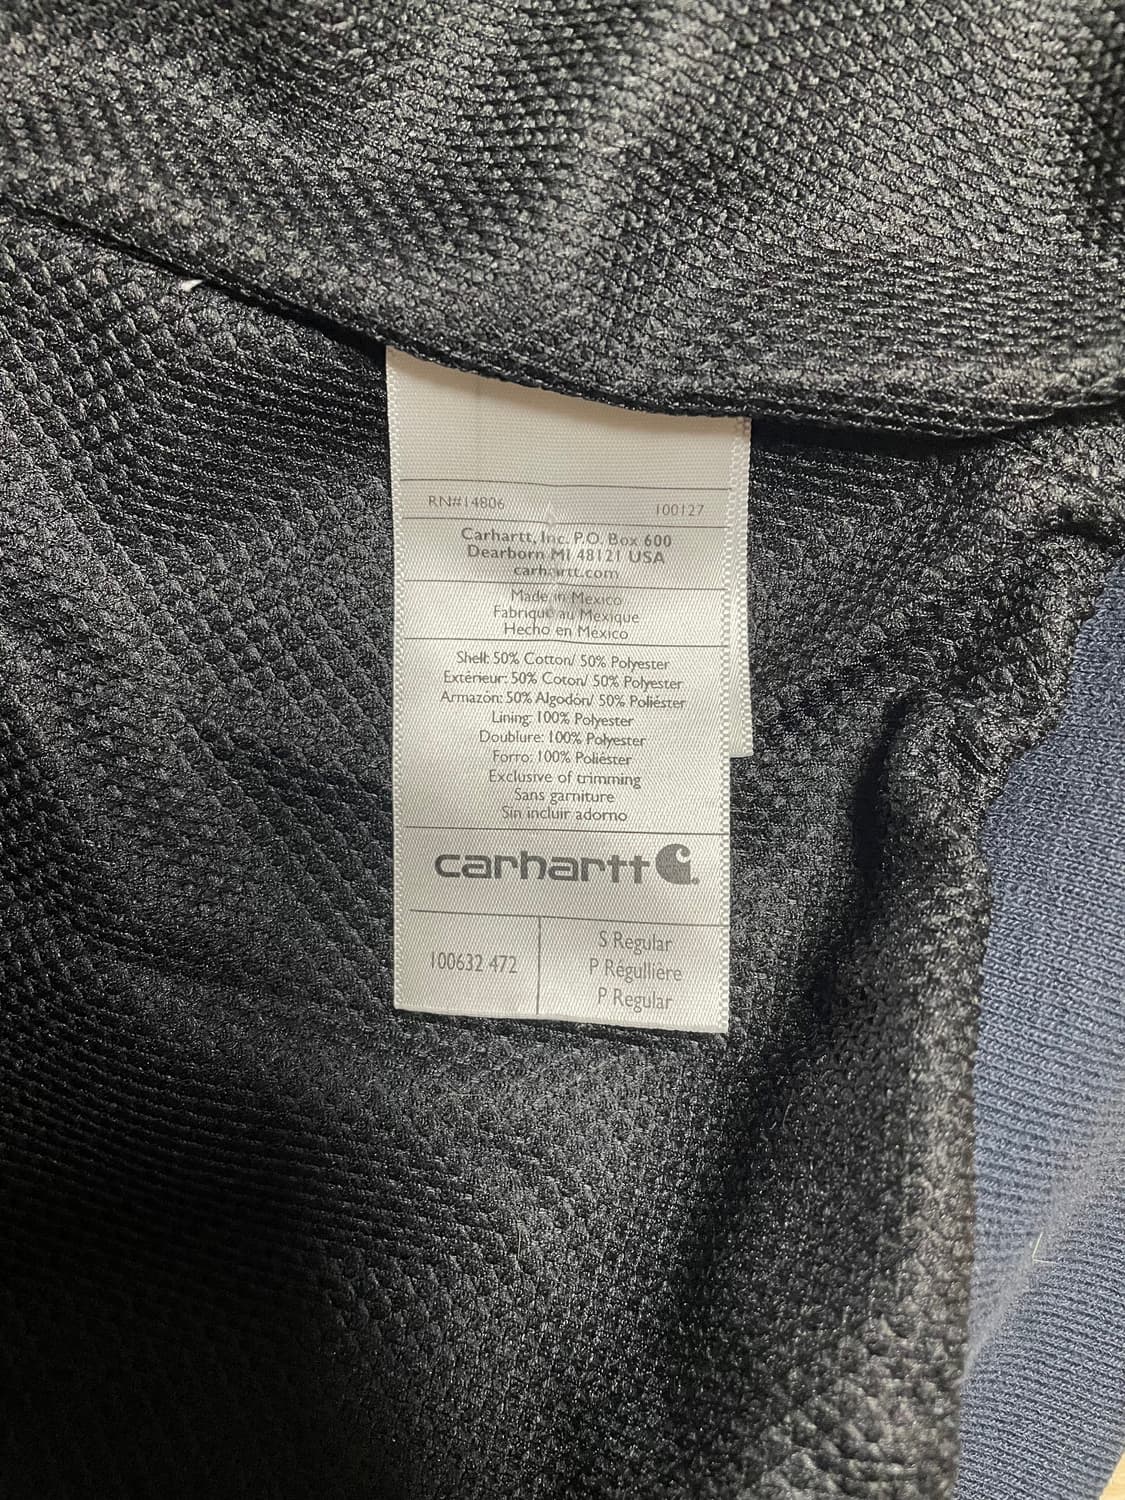 RN#14806 100127
Carhartt, Inc. P.O. Box 600
Dearborn MI 48121 USA
carhartt.com
Made in Mexico
Fabriqué au Mexique
Hecho en México
Shell: 50% Cotton/ 50% Polyester
Extérieur: 50% Coton/ 50% Polyester
Armazón: 50% Algodón/ 50% Poliéster
Lining: 100% Polyester
Doublure: 100% Polyester
Forro: 100% Poliéster
Exclusive of trimming
Sans garniture
Sin incluir adorno
carhartt
100632 472
S Regular
P Régullière
P Regular